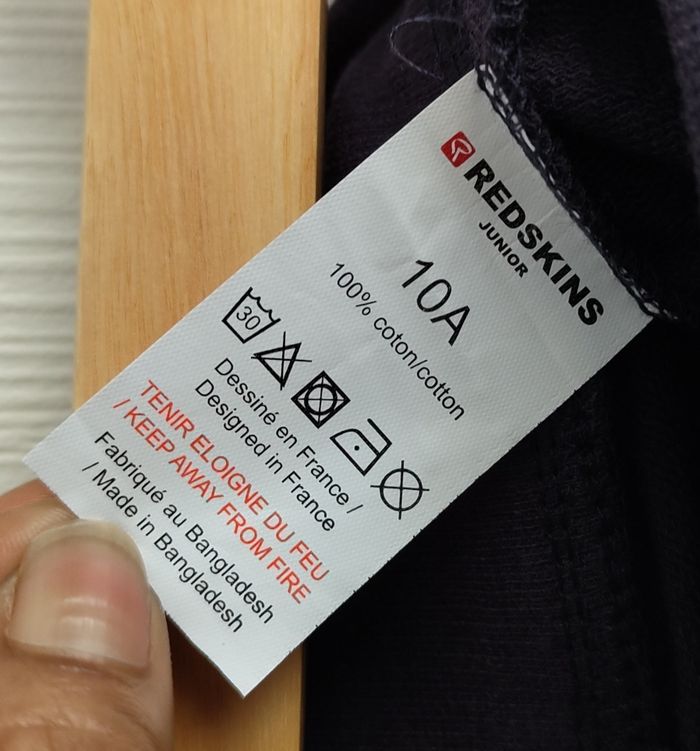 REDSKINS
JUNIOR
10A
100% coton/cotton
30
Dessiné en France /
Designed in France
TENIR ELOIGNE DU FEU
/ KEEP AWAY FROM FIRE
Fabriqué au Bangladesh
/ Made in Bangladesh